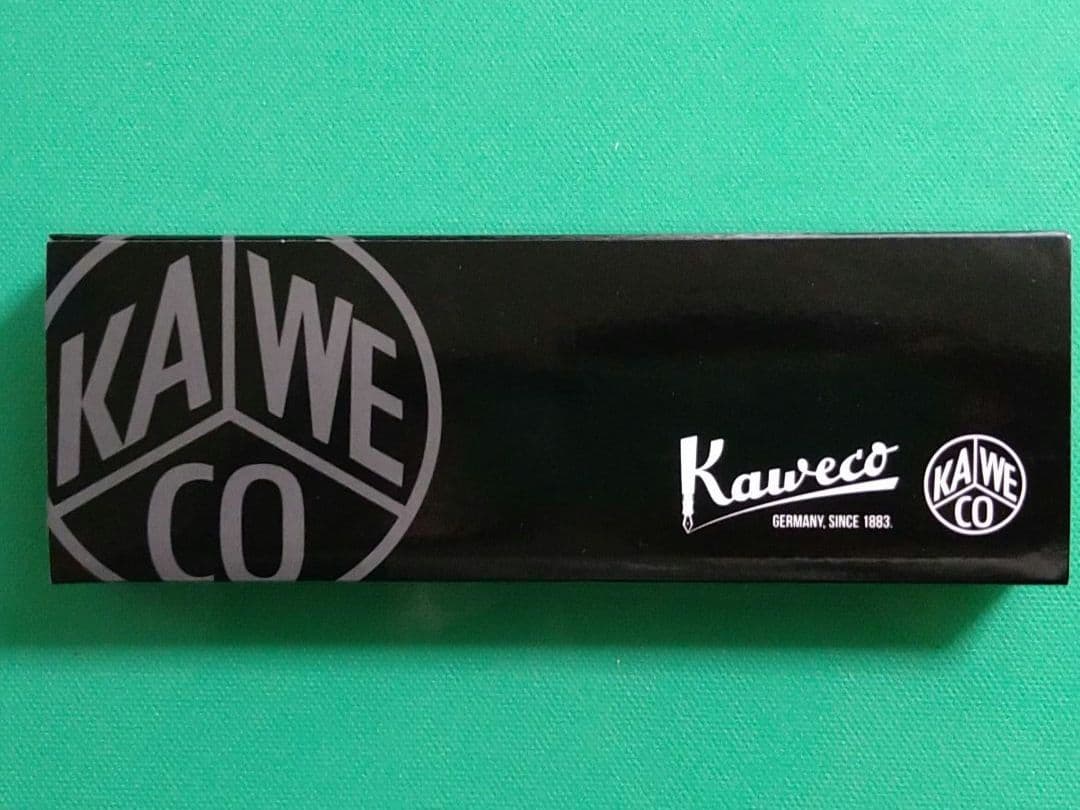 KA WE
CO
Kaweco
GERMANY, SINCE 1883.
KA WE
CO